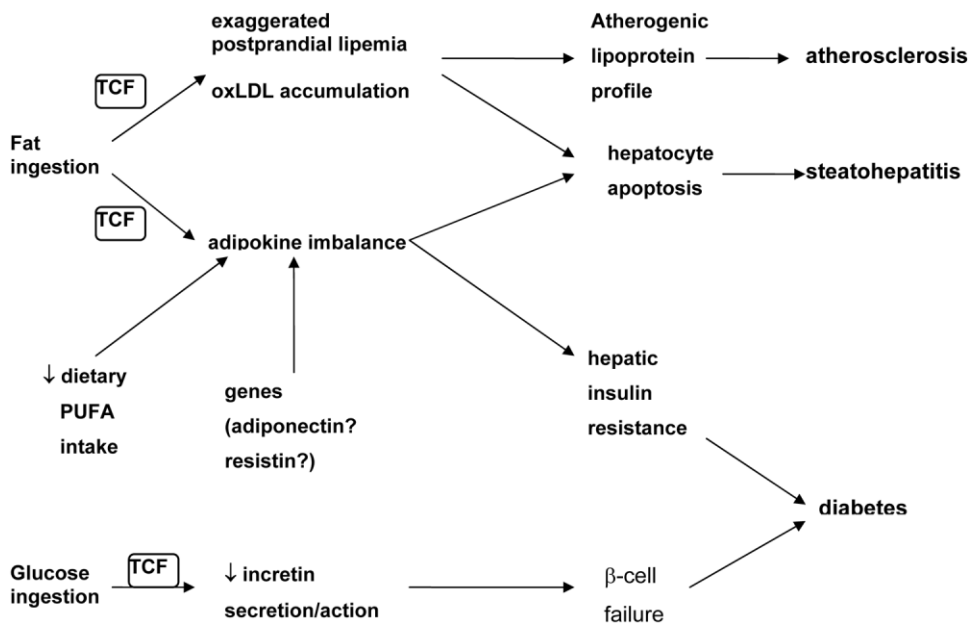 exaggerated
postprandial lipemia
oxLDL accumulation
Atherogenic
lipoprotein
profile
atherosclerosis
TCF
Fat
ingestion
hepatocyte
apoptosis
steatohepatitis
TCF
adipokine imbalance
↓ dietary
PUFA
intake
genes
(adiponectin?
resistin?)
hepatic
insulin
resistance
diabetes
Glucose
ingestion
TCF
↓ incretin
secretion/action
β-cell
failure